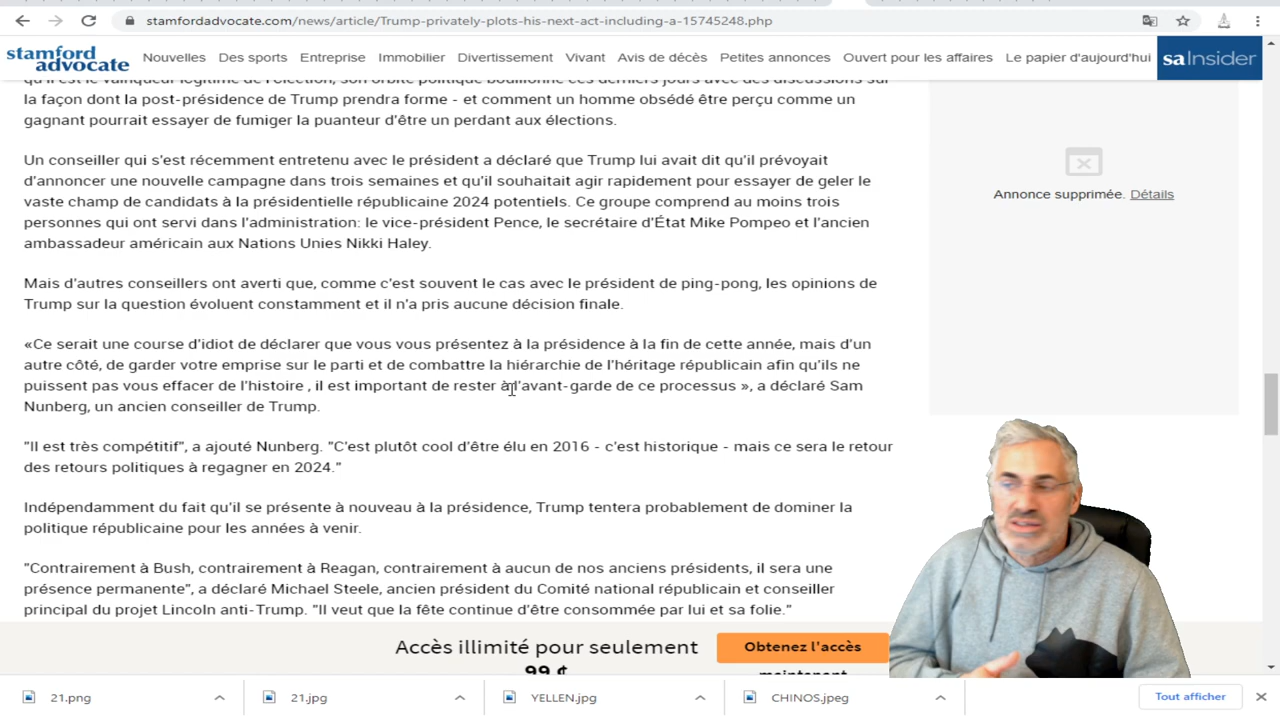 stamfordadvocate.com/news/article/Trump-privately-plots-his-next-act-including-a-15745248.php
stamford
advocate
Nouvelles Des sports Entreprise Immobilier Divertissement Vivant Avis de décès Petites annonces Ouvert pour les affaires Le papier d'aujourd'hui
saInsider
qu'il est le vainqueur légitime de l'élection, son orbite politique bouillonne ces derniers jours avec des discussions sur
la façon dont la post-présidence de Trump prendra forme - et comment un homme obsédé être perçu comme un
gagnant pourrait essayer de fumiger la puanteur d'être un perdant aux élections.
Un conseiller qui s'est récemment entretenu avec le président a déclaré que Trump lui avait dit qu'il prévoyait
d'annoncer une nouvelle campagne dans trois semaines et qu'il souhaitait agir rapidement pour essayer de geler le
vaste champ de candidats à la présidentielle républicaine 2024 potentiels. Ce groupe comprend au moins trois
personnes qui ont servi dans l'administration: le vice-président Pence, le secrétaire d'État Mike Pompeo et l'ancien
ambassadeur américain aux Nations Unies Nikki Haley.
Mais d'autres conseillers ont averti que, comme c'est souvent le cas avec le président de ping-pong, les opinions de
Trump sur la question évoluent constamment et il n'a pris aucune décision finale.
«Ce serait une course d'idiot de déclarer que vous vous présentez à la présidence à la fin de cette année, mais d'un
autre côté, de garder votre emprise sur le parti et de combattre la hiérarchie de l'héritage républicain afin qu'ils ne
puissent pas vous effacer de l'histoire , il est important de rester à l'avant-garde de ce processus », a déclaré Sam
Nunberg, un ancien conseiller de Trump.
"Il est très compétitif", a ajouté Nunberg. "C'est plutôt cool d'être élu en 2016 - c'est historique - mais ce sera le retour
des retours politiques à regagner en 2024."
Indépendamment du fait qu'il se présente à nouveau à la présidence, Trump tentera probablement de dominer la
politique républicaine pour les années à venir.
"Contrairement à Bush, contrairement à Reagan, contrairement à aucun de nos anciens présidents, il sera une
présence permanente", a déclaré Michael Steele, ancien président du Comité national républicain et conseiller
principal du projet Lincoln anti-Trump. "Il veut que la fête continue d'être consommée par lui et sa folie."
Annonce supprimée. Détails
Accès illimité pour seulement
99 ¢
Obtenez l'accès
maintenant
21.png
21.jpg
YELLEN.jpg
CHINOS.jpeg
Tout afficher